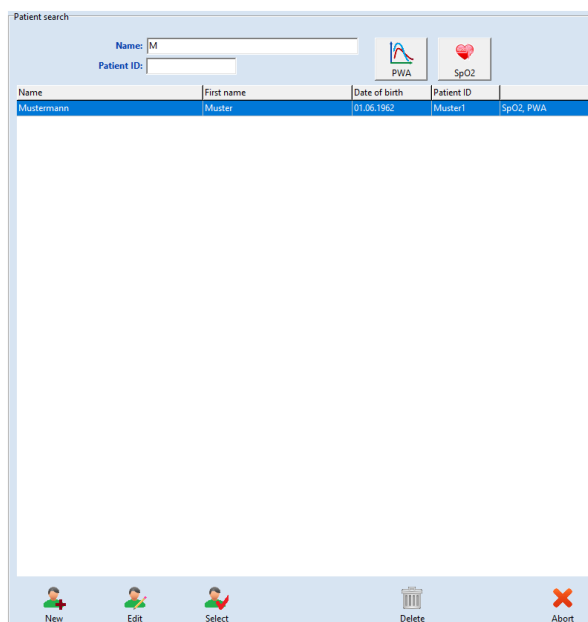 Patient search
Name: M
Patient ID:
PWA SpO2
Name First name Date of birth Patient ID
Mustermann Muster 01.06.1962 Muster1 SpO2, PWA
New Edit Select Delete Abort